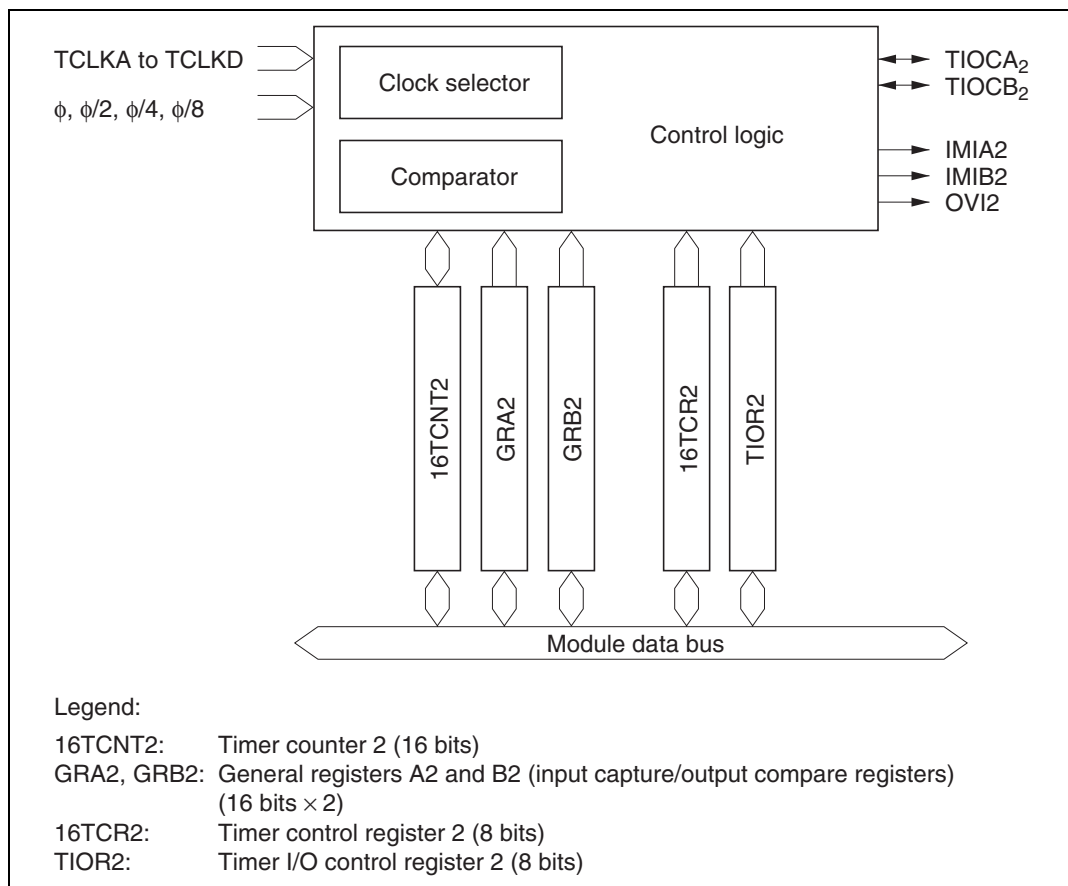 TCLKA to TCLKD
ϕ, ϕ/2, ϕ/4, ϕ/8
Clock selector
Comparator
Control logic
TIOCA₂
TIOCB₂
IMIA2
IMIB2
OVI2
16TCNT2
GRA2
GRB2
16TCR2
TIOR2
Module data bus
Legend:
16TCNT2: Timer counter 2 (16 bits)
GRA2, GRB2: General registers A2 and B2 (input capture/output compare registers)
(16 bits × 2)
16TCR2: Timer control register 2 (8 bits)
TIOR2: Timer I/O control register 2 (8 bits)